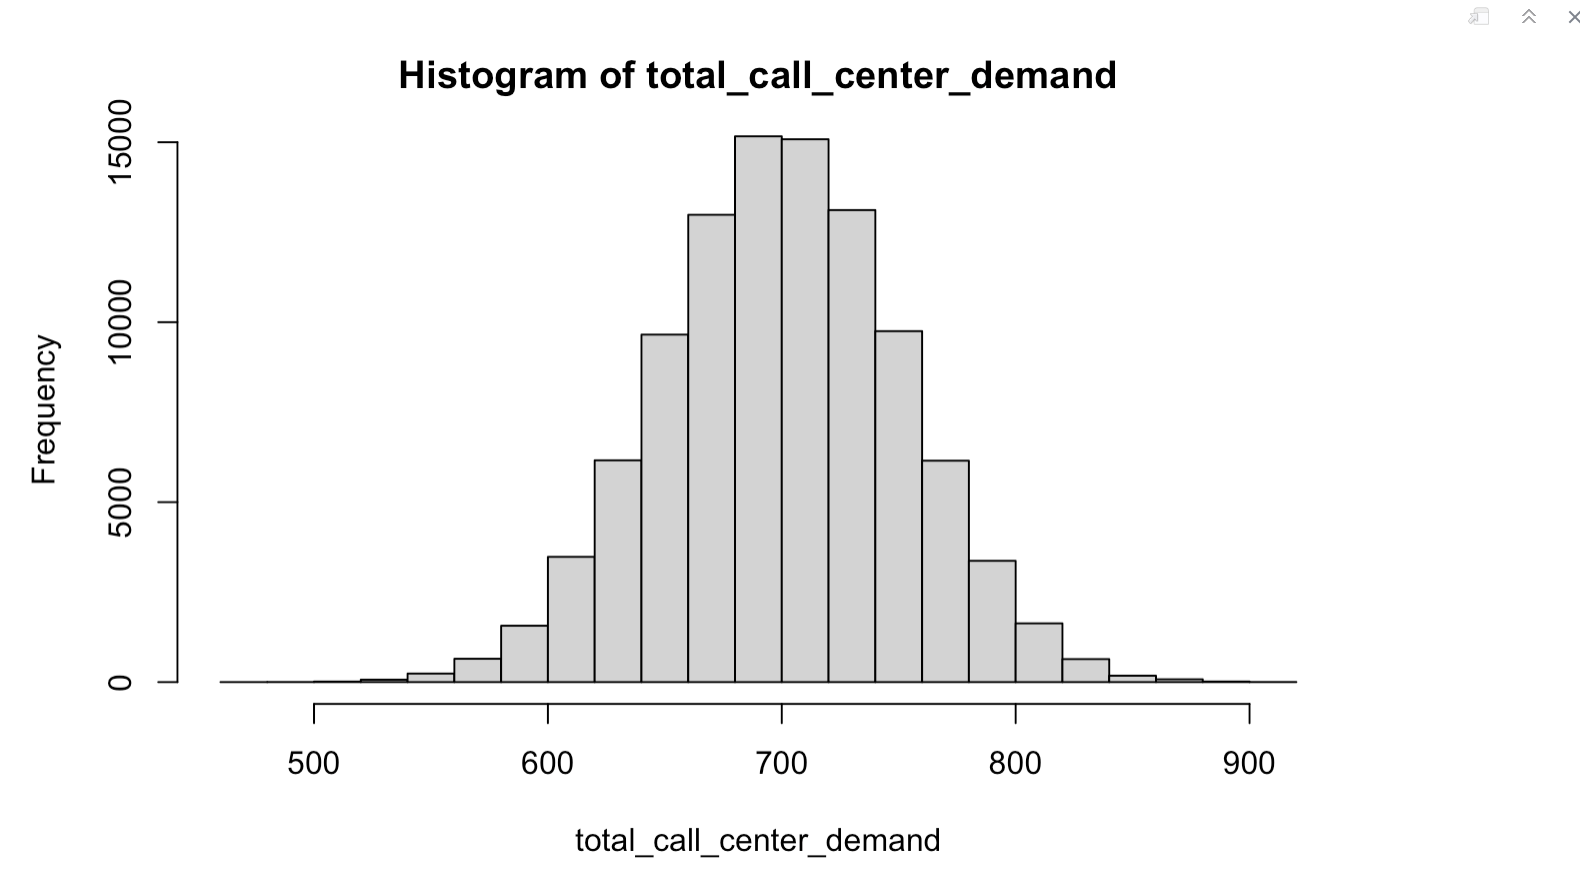 Histogram of total_call_center_demand
Frequency
15000
10000
5000
0
500 600 700 800 900
total_call_center_demand